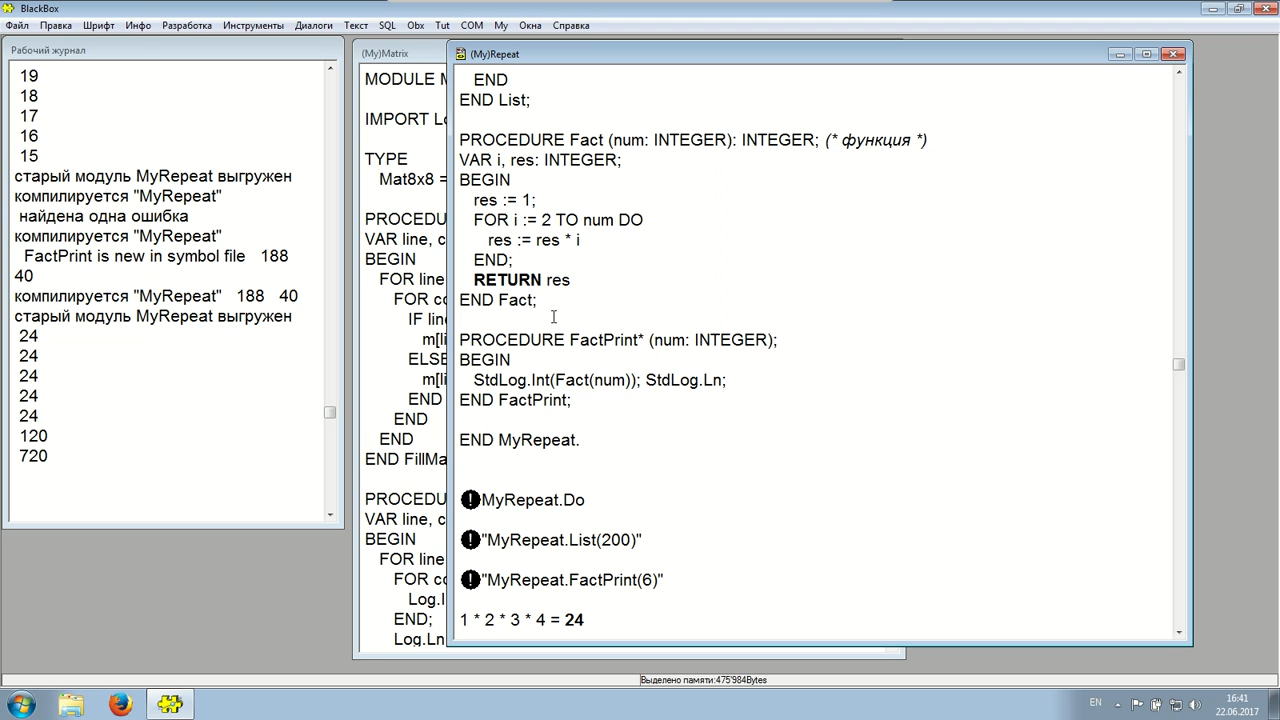 BlackBox
Файл Правка Шрифт Инфо Разработка Инструменты Диалоги Текст SQL Obx Tut COM My Окна Справка
Рабочий журнал
19
18
17
16
15
старый модуль MyRepeat выгружен
компилируется "MyRepeat"
найдена одна ошибка
компилируется "MyRepeat"
FactPrint is new in symbol file 188
40
компилируется "MyRepeat" 188 40
старый модуль MyRepeat выгружен
24
24
24
24
24
120
720
(My)Matrix
MODULE M
IMPORT Lo
TYPE
Mat8x8 =
PROCEDU
VAR line, c
BEGIN
FOR line
FOR co
IF line
m[li
ELSE
m[li
END
END
END
END FillMa
PROCEDU
VAR line, c
BEGIN
FOR line
FOR co
Log.I
END;
Log.Ln
(My)Repeat
END
END List;
PROCEDURE Fact (num: INTEGER): INTEGER; (* функция *)
VAR i, res: INTEGER;
BEGIN
res := 1;
FOR i := 2 TO num DO
res := res * i
END;
RETURN res
END Fact;
PROCEDURE FactPrint* (num: INTEGER);
BEGIN
StdLog.Int(Fact(num)); StdLog.Ln;
END FactPrint;
END MyRepeat.
!MyRepeat.Do
!"MyRepeat.List(200)"
!"MyRepeat.FactPrint(6)"
1 * 2 * 3 * 4 = 24
Выделено памяти:475'984Bytes
EN
16:41
22.06.2017